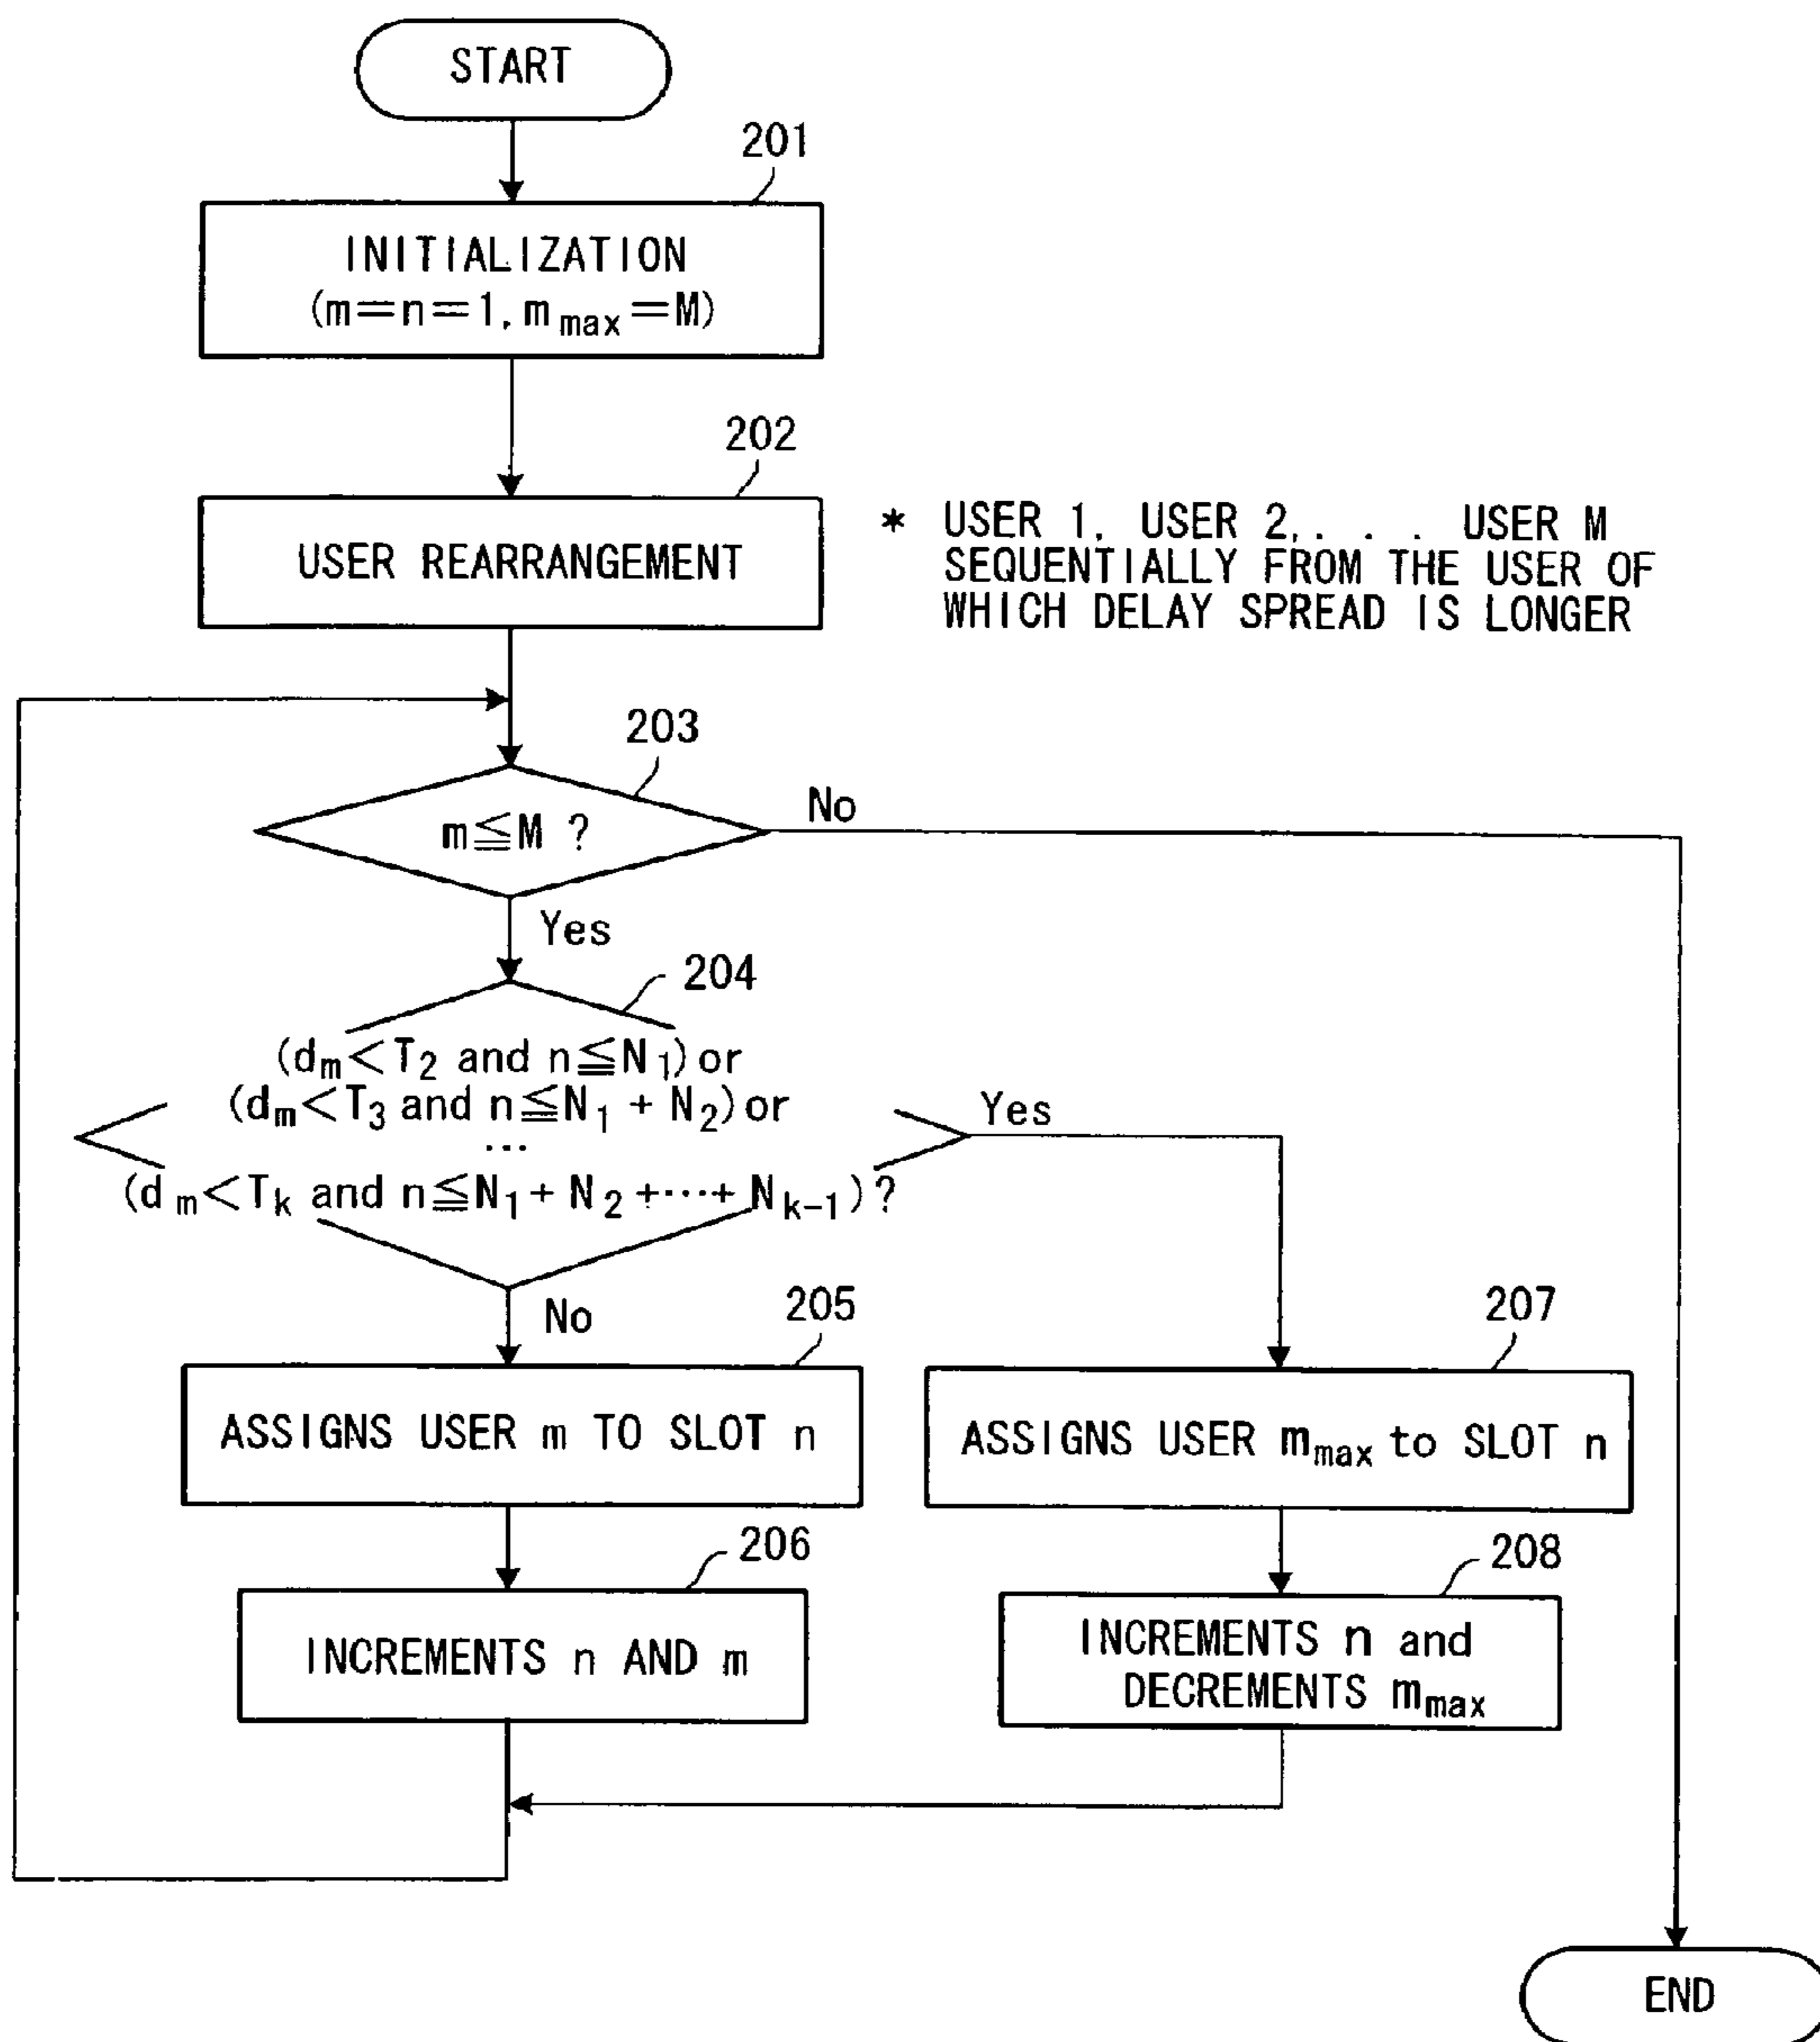 START
201
INITIALIZATION
(m=n=1, m max =M)
202
USER REARRANGEMENT
* USER 1, USER 2, . . . USER M
SEQUENTIALLY FROM THE USER OF
WHICH DELAY SPREAD IS LONGER
203
m≦M ?
No
Yes
204
(dm<T2 and n≦N1) or
(dm<T3 and n≦N1 + N2) or
...
(dm<Tk and n≦N1 + N2 +···+ Nk-1)?
Yes
No
205
ASSIGNS USER m TO SLOT n
207
ASSIGNS USER mmax to SLOT n
206
INCREMENTS n AND m
208
INCREMENTS n and
DECREMENTS mmax
END